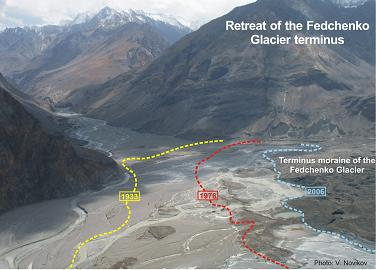 Retreat of the Fedchenko
Glacier terminus
Terminus moraine of the
Fedchenko Glacier
1933
1976
2006
Photo: V. Novikov